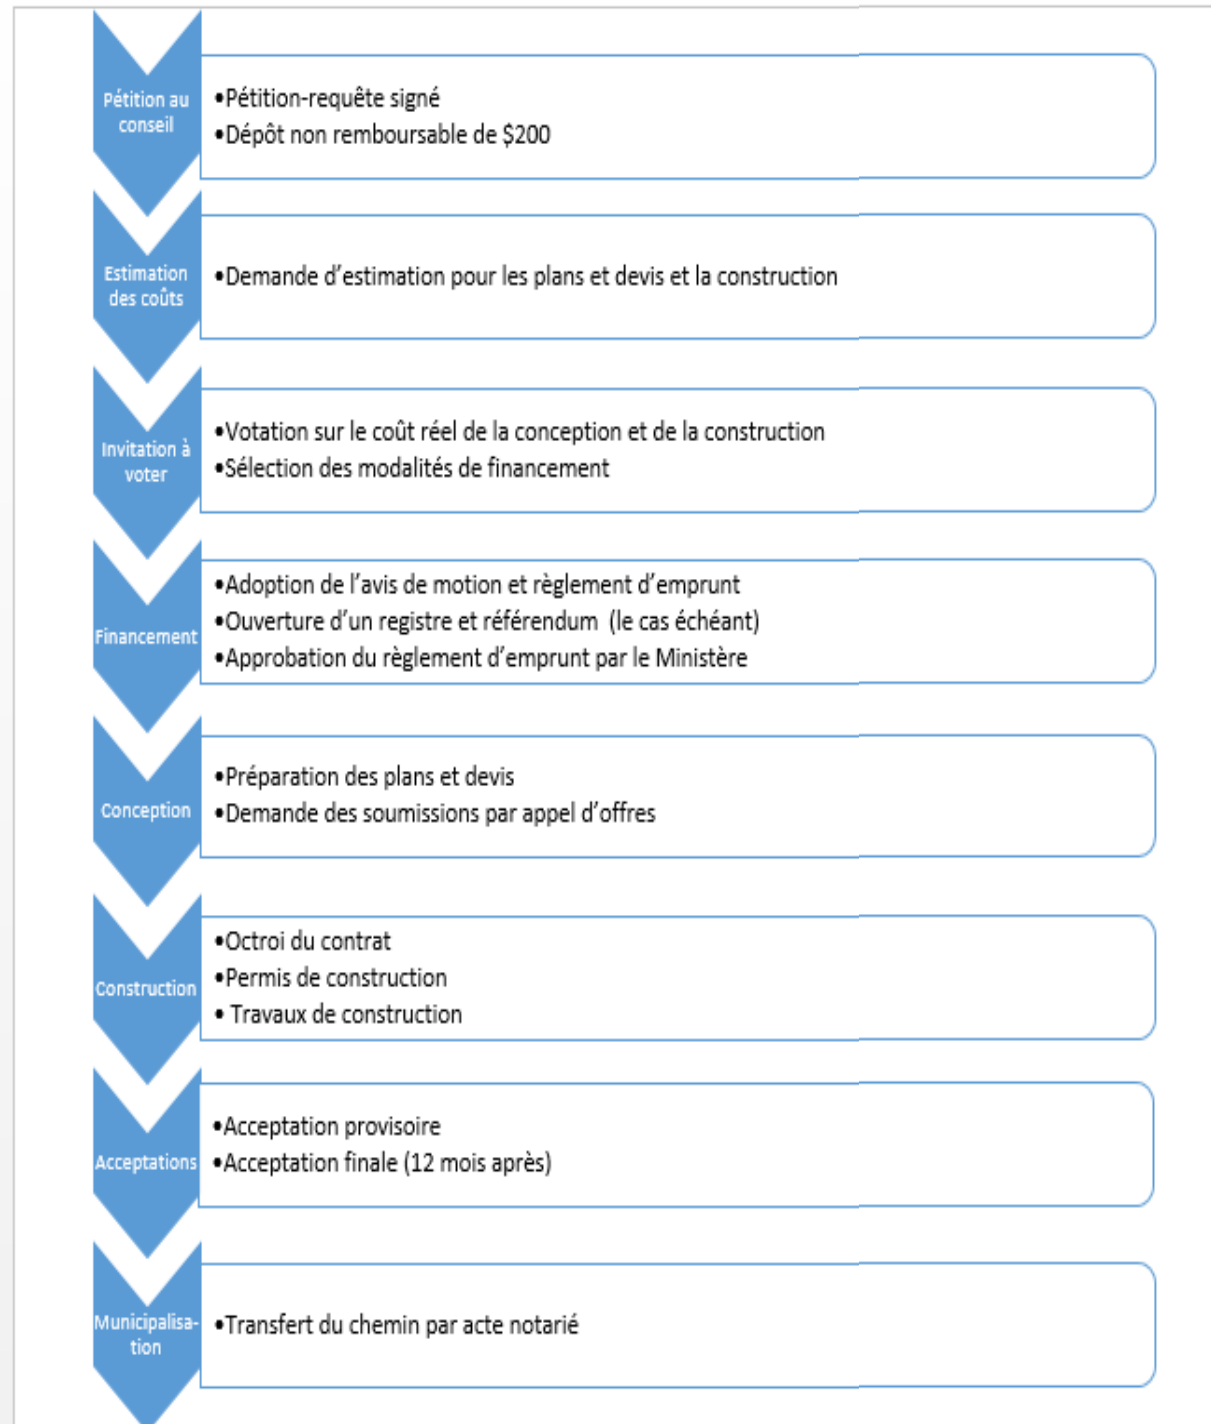 Pétition au
conseil
•Pétition-requête signé
•Dépôt non remboursable de $200
Estimation
des coûts
•Demande d’estimation pour les plans et devis et la construction
Invitation à
voter
•Votation sur le coût réel de la conception et de la construction
•Sélection des modalités de financement
Financement
•Adoption de l’avis de motion et règlement d’emprunt
•Ouverture d’un registre et référendum (le cas échéant)
•Approbation du règlement d’emprunt par le Ministère
Conception
•Préparation des plans et devis
•Demande des soumissions par appel d’offres
Construction
•Octroi du contrat
•Permis de construction
• Travaux de construction
Acceptations
•Acceptation provisoire
•Acceptation finale (12 mois après)
Municipalisa-
tion
•Transfert du chemin par acte notarié